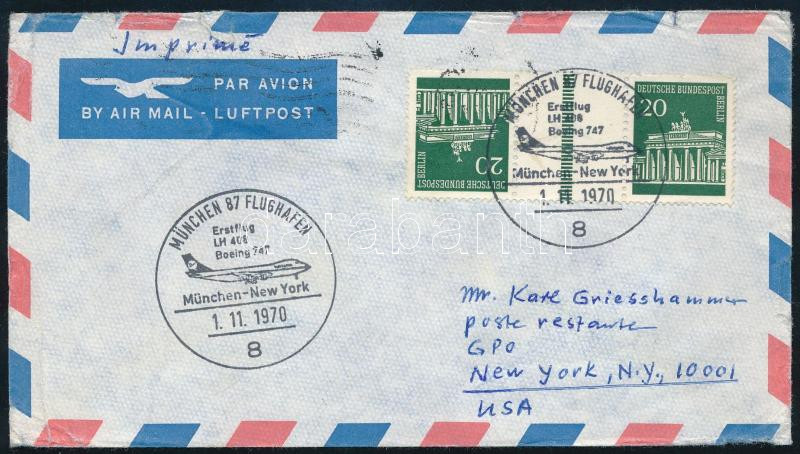 Imprimé
PAR AVION
BY AIR MAIL - LUFTPOST
20
DEUTSCHE BUNDESPOST
BERLIN
MÜNCHEN 87 FLUGHAFEN
Erstflug
LH 408
Boeing 747
München-New York
1. 11. 1970
8
DEUTSCHE BUNDESPOST
20
BERLIN
MÜNCHEN 87 FLUGHAFEN
Erstflug
LH 408
Boeing 747
München-New York
1. 11. 1970
8
Mr. Karl Griesshammer
poste restante
GPO
New York, N.Y., 10001
USA
darabanth